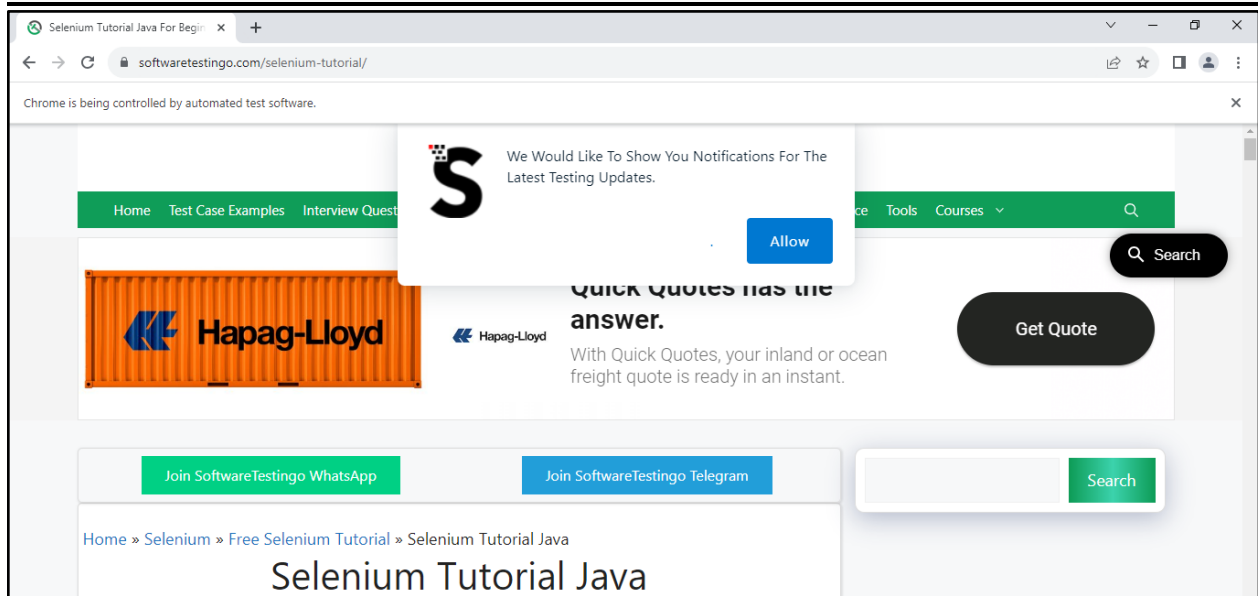 Selenium Tutorial Java For Begin
softwaretestingo.com/selenium-tutorial/
Chrome is being controlled by automated test software.
We Would Like To Show You Notifications For The
Latest Testing Updates.
Allow
Home Test Case Examples Interview Quest
Tools Courses
Search
Hapag-Lloyd
Hapag-Lloyd
Quick Quotes has the
answer.
With Quick Quotes, your inland or ocean
freight quote is ready in an instant.
Get Quote
Join SoftwareTestingo WhatsApp
Join SoftwareTestingo Telegram
Search
Home » Selenium » Free Selenium Tutorial » Selenium Tutorial Java
Selenium Tutorial Java